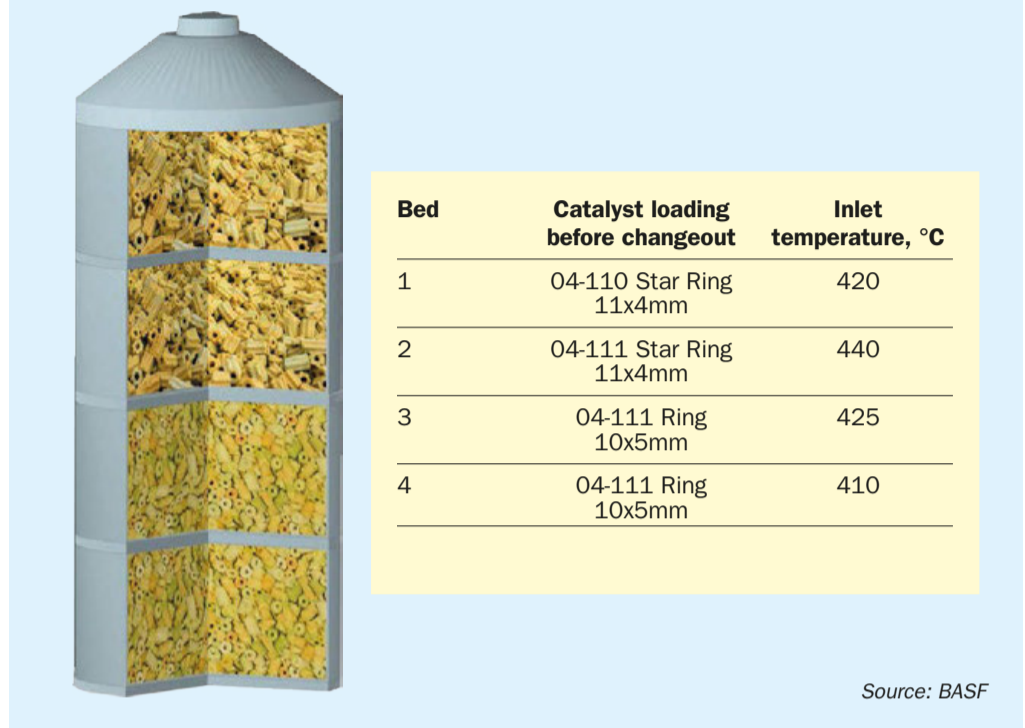 Bed Catalyst loading before changeout Inlet temperature, °C
1 04-110 Star Ring 11x4mm 420
2 04-111 Star Ring 11x4mm 440
3 04-111 Ring 10x5mm 425
4 04-111 Ring 10x5mm 410
Source: BASF